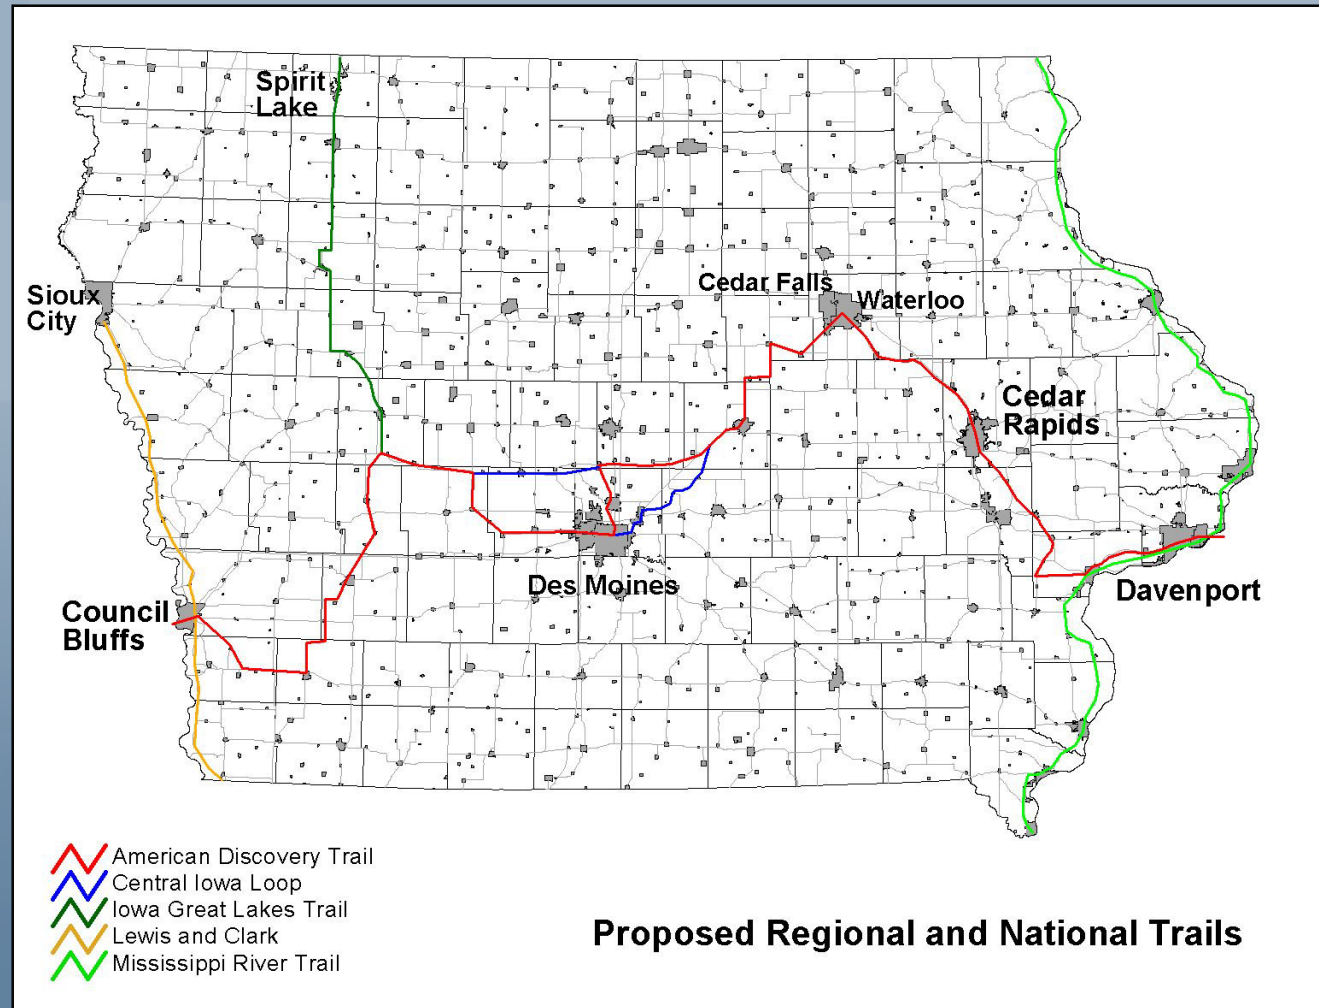 Spirit
Lake
Sioux
City
Cedar Falls
Waterloo
Cedar
Rapids
Des Moines
Council
Bluffs
Davenport
American Discovery Trail
Central Iowa Loop
Iowa Great Lakes Trail
Lewis and Clark
Mississippi River Trail
Proposed Regional and National Trails